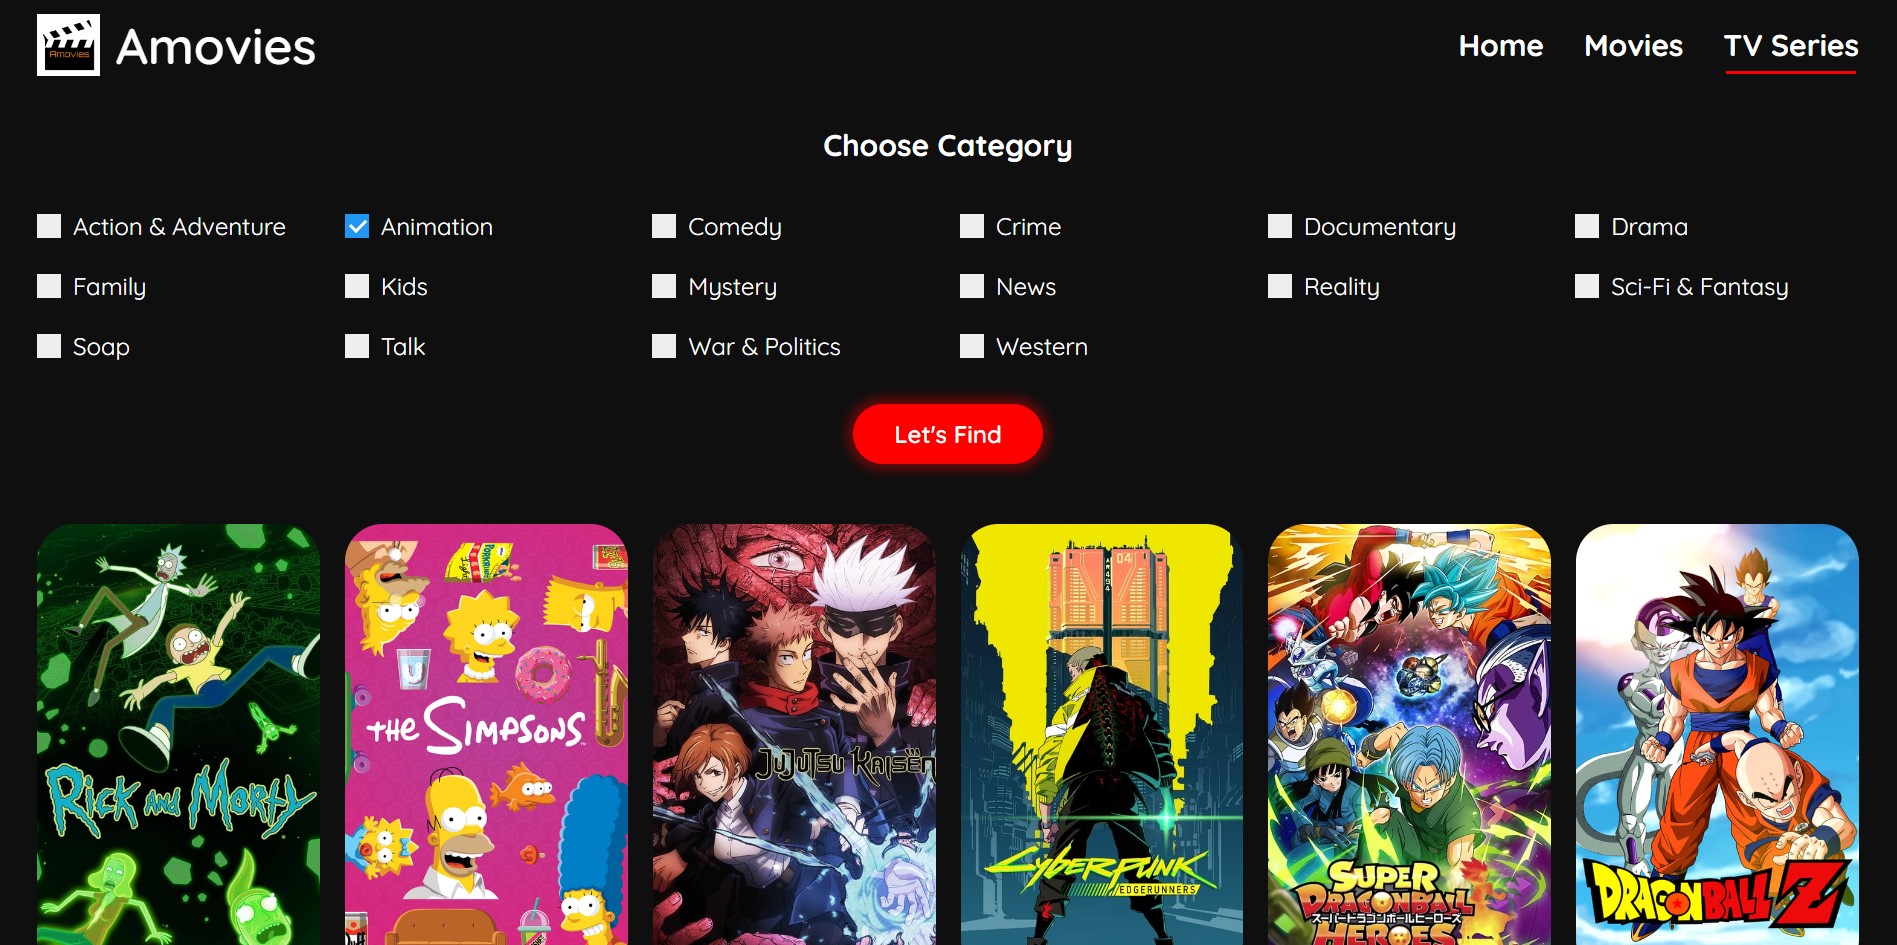 Amovies
Amovies
Home
Movies
TV Series
Choose Category
Action & Adventure
Animation
Comedy
Crime
Documentary
Drama
Family
Kids
Mystery
News
Reality
Sci-Fi & Fantasy
Soap
Talk
War & Politics
Western
Let's Find
04
THE SIMPSONS
JUJUTSU KAISEN
RICK AND MORTY
CYBERPUNK
EDGERUNNERS
SUPER
DRAGONBALL
スーパードラゴンボールヒーローズ
HEROES
DRAGONBALL Z